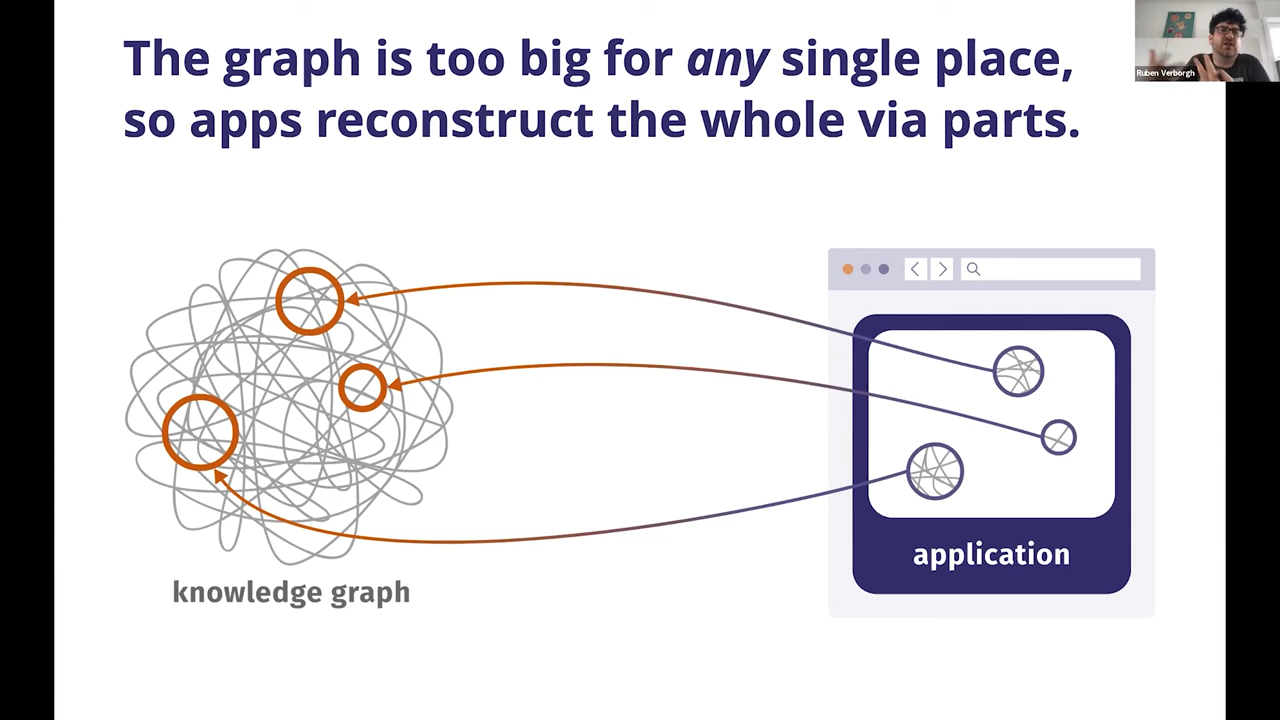 The graph is too big for any single place,
so apps reconstruct the whole via parts.
Ruben Verborgh
knowledge graph
application